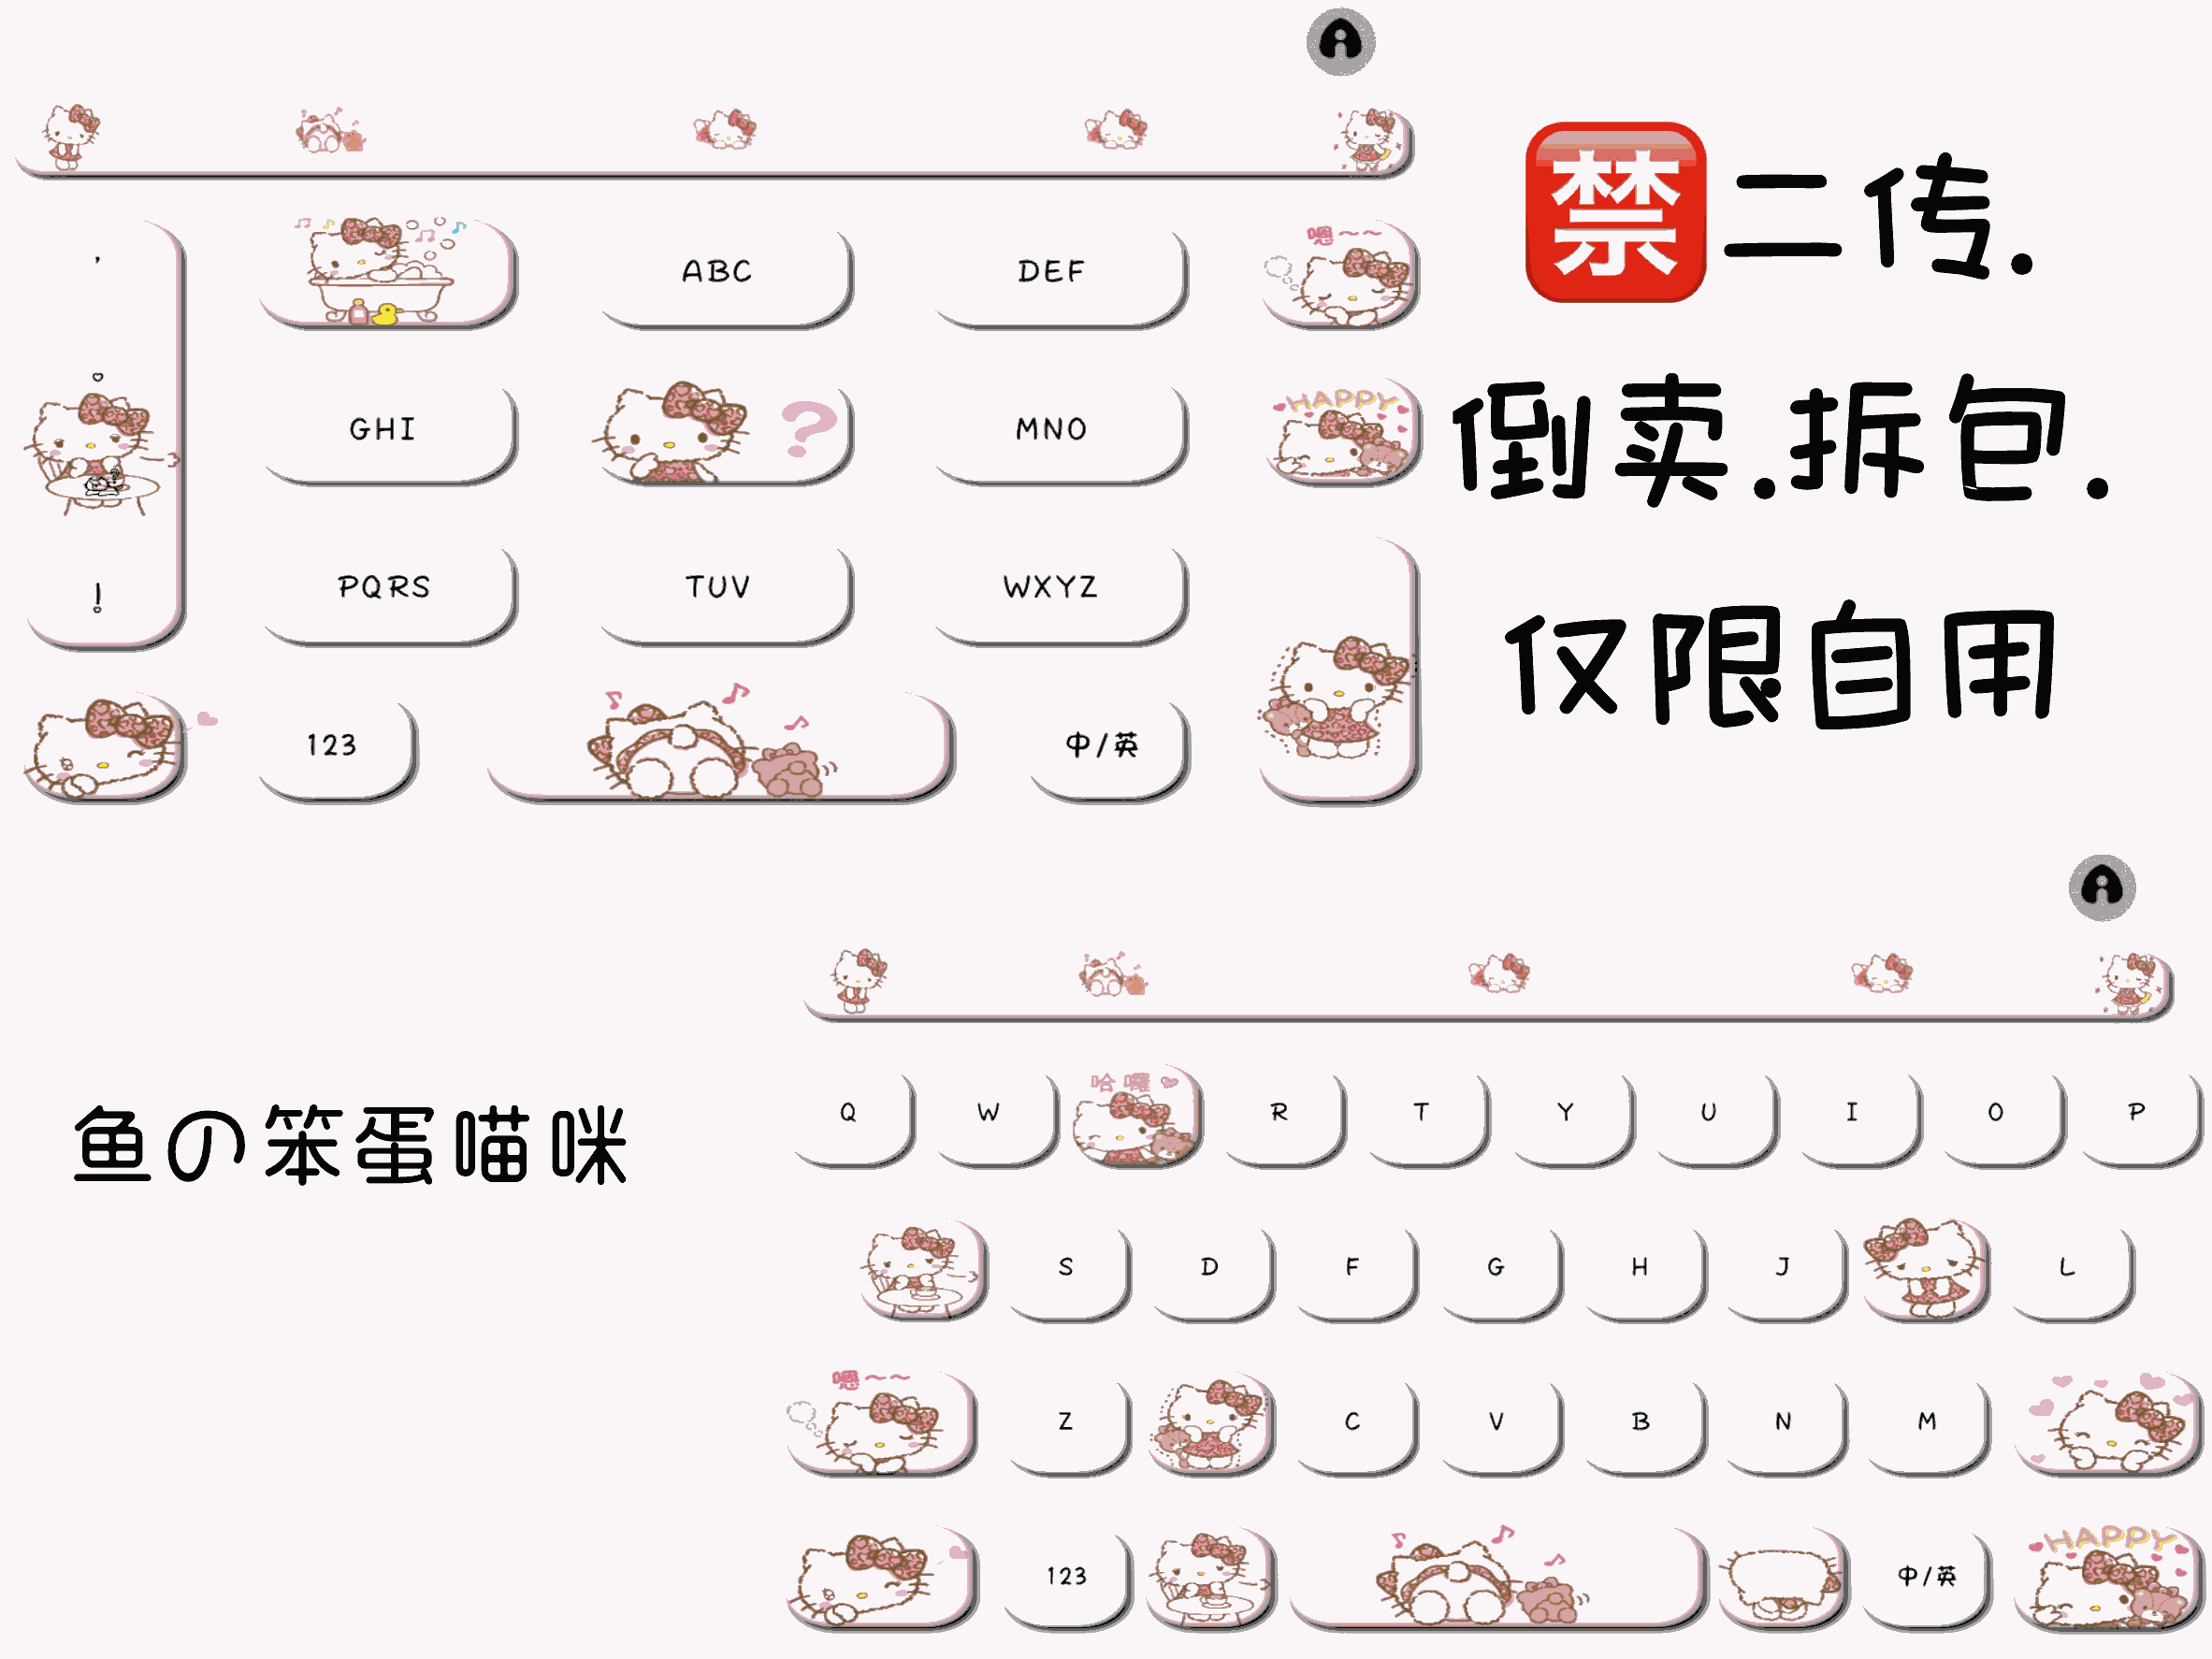 禁二传.
，
嗯~~
ABC
DEF
HAPPY
GHI
?
MNO
倒卖.拆包.
!
PQRS
TUV
WXYZ
仅限自用
123
中/英
鱼の笨蛋喵咪
Q
W
哈囉
R
T
Y
U
I
O
P
S
D
F
G
H
J
L
嗯~~
Z
C
V
B
N
M
123
中/英
HAPPY